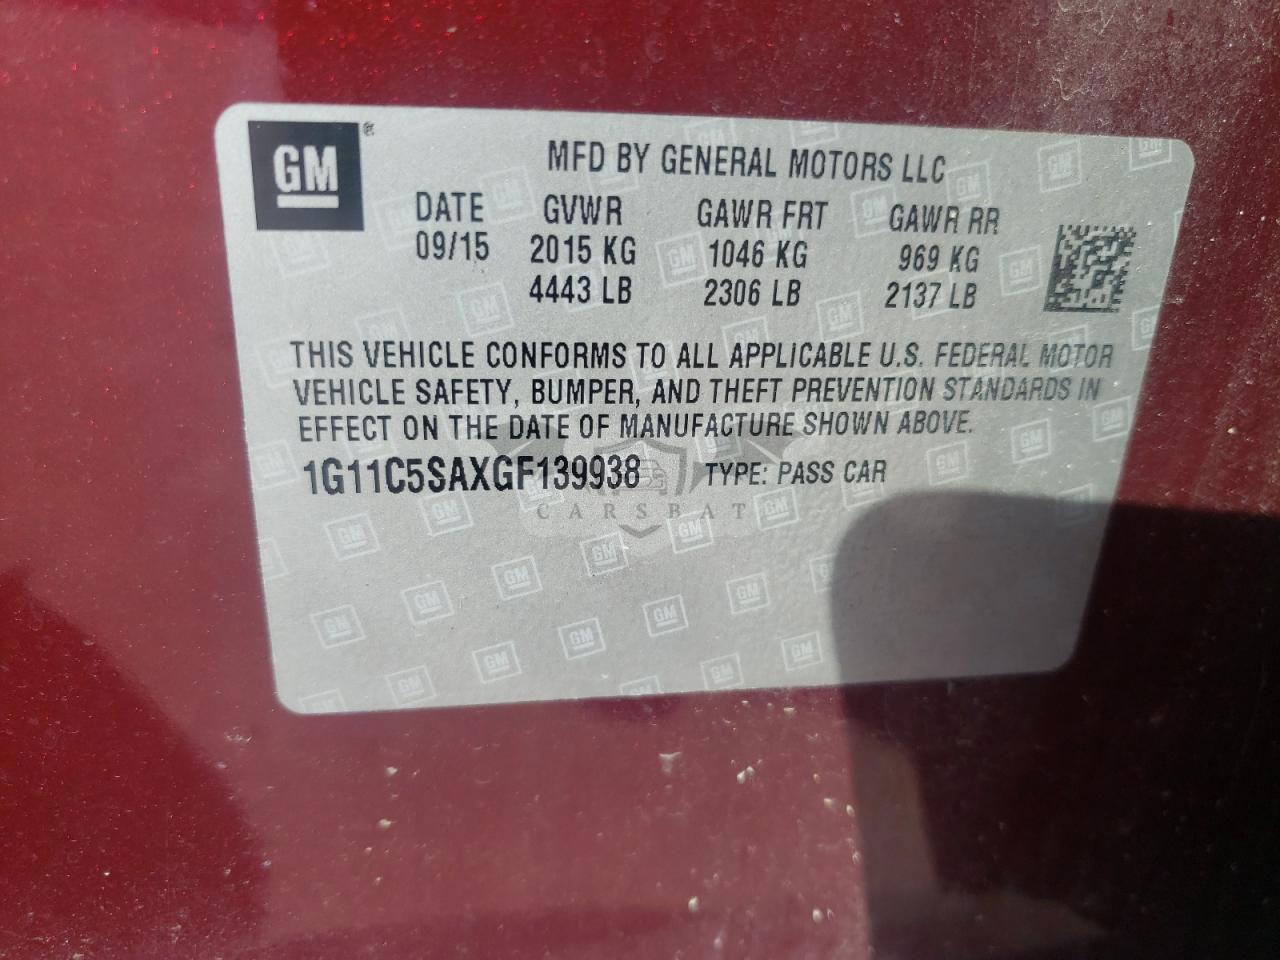 GM
MFD BY GENERAL MOTORS LLC
DATE GVWR GAWR FRT GAWR RR
09/15 2015 KG 1046 KG 969 KG
4443 LB 2306 LB 2137 LB
THIS VEHICLE CONFORMS TO ALL APPLICABLE U.S. FEDERAL MOTOR
VEHICLE SAFETY, BUMPER, AND THEFT PREVENTION STANDARDS IN
EFFECT ON THE DATE OF MANUFACTURE SHOWN ABOVE.
1G11C5SAXGF139938 TYPE: PASS CAR
CARSBAT